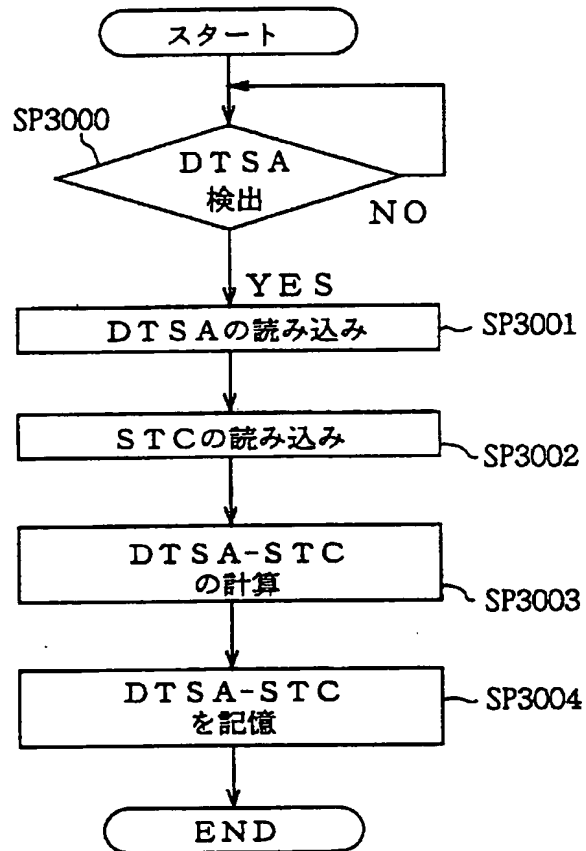 スタート
SP3000
DTSA
検出
NO
YES
DTSAの読み込み
SP3001
STCの読み込み
SP3002
DTSA-STC
の計算
SP3003
DTSA-STC
を記憶
SP3004
END